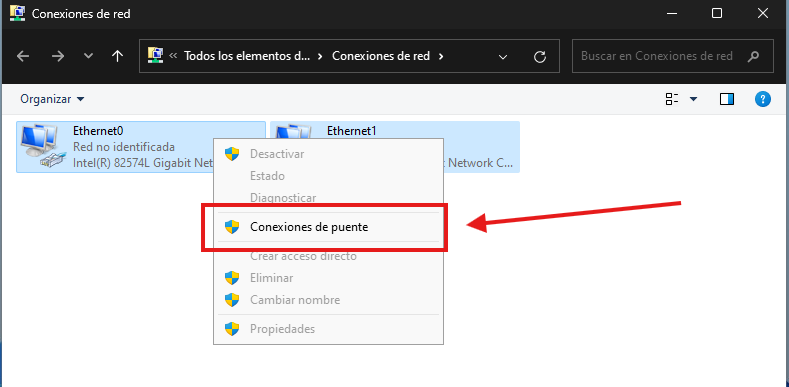 Conexiones de red
Todos los elementos d... Conexiones de red
Buscar en Conexiones de red
Organizar
Ethernet0
Red no identificada
Intel(R) 82574L Gigabit Net
Ethernet1
Network C...
Desactivar
Estado
Diagnosticar
Conexiones de puente
Crear acceso directo
Eliminar
Cambiar nombre
Propiedades